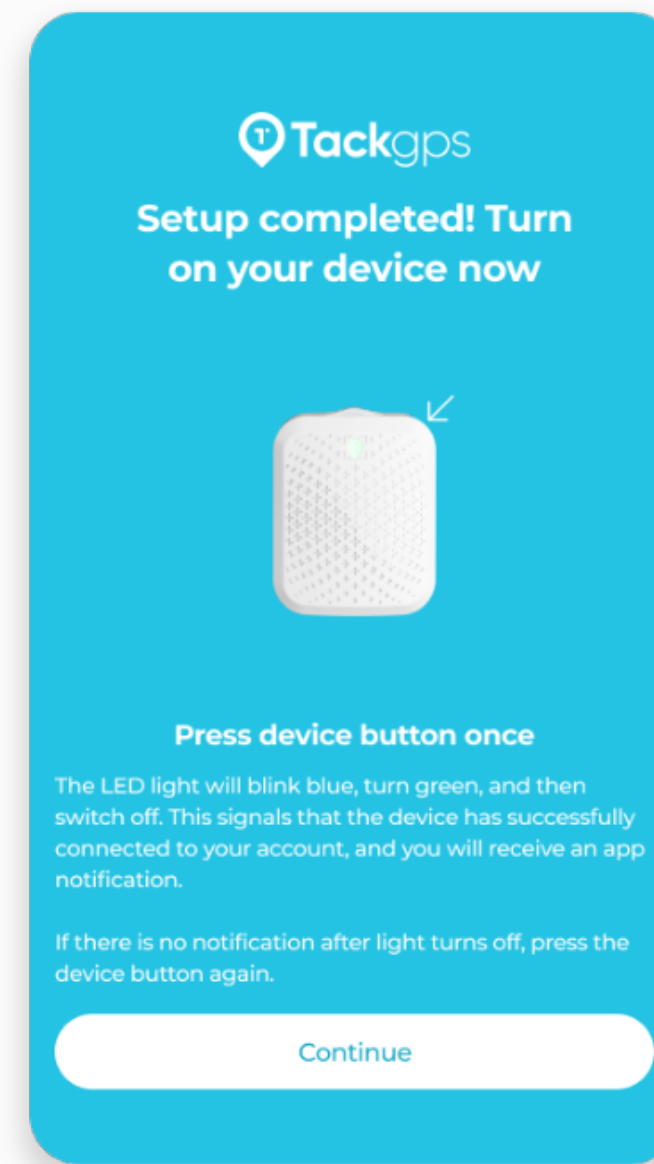 Tackgps
Setup completed! Turn
on your device now
Press device button once
The LED light will blink blue, turn green, and then
switch off. This signals that the device has successfully
connected to your account, and you will receive an app
notification.
If there is no notification after light turns off, press the
device button again.
Continue